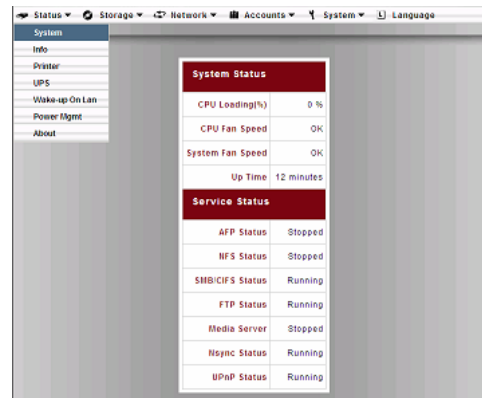 Status Storage Network Accounts System Language
System
Info
Printer
UPS
Wake-up On Lan
Power Mgmt
About
System Status
CPU Loading(%) 0 %
CPU Fan Speed OK
System Fan Speed OK
Up Time 12 minutes
Service Status
AFP Status Stopped
NFS Status Stopped
SMB/CIFS Status Running
FTP Status Running
Media Server Stopped
Nsync Status Running
UPnP Status Running